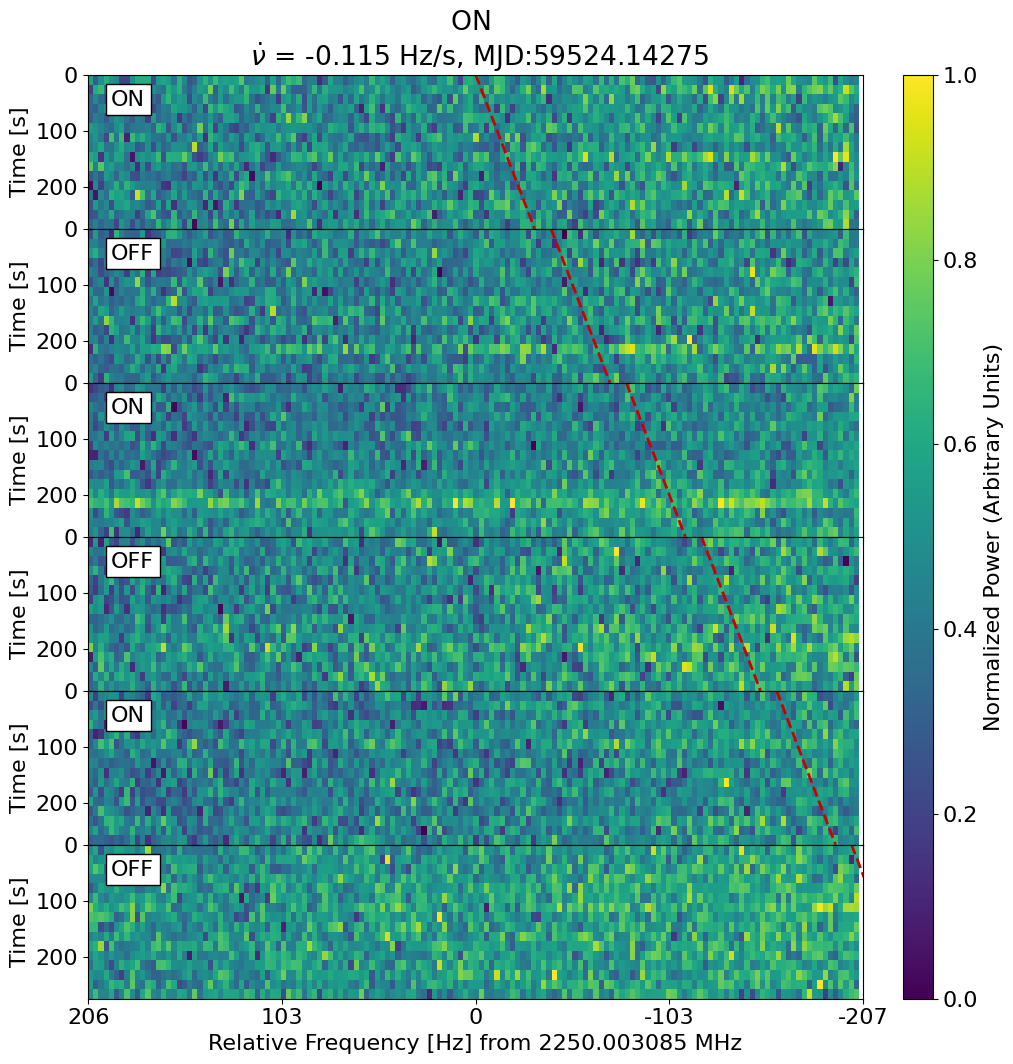 ON
ν̇ = -0.115 Hz/s, MJD:59524.14275
ON
0
100
200
Time [s]
OFF
0
100
200
Time [s]
ON
0
100
200
Time [s]
OFF
0
100
200
Time [s]
ON
0
100
200
Time [s]
OFF
0
100
200
Time [s]
206 103 0 -103 -207
Relative Frequency [Hz] from 2250.003085 MHz
1.0
0.8
0.6
0.4
0.2
0.0
Normalized Power (Arbitrary Units)